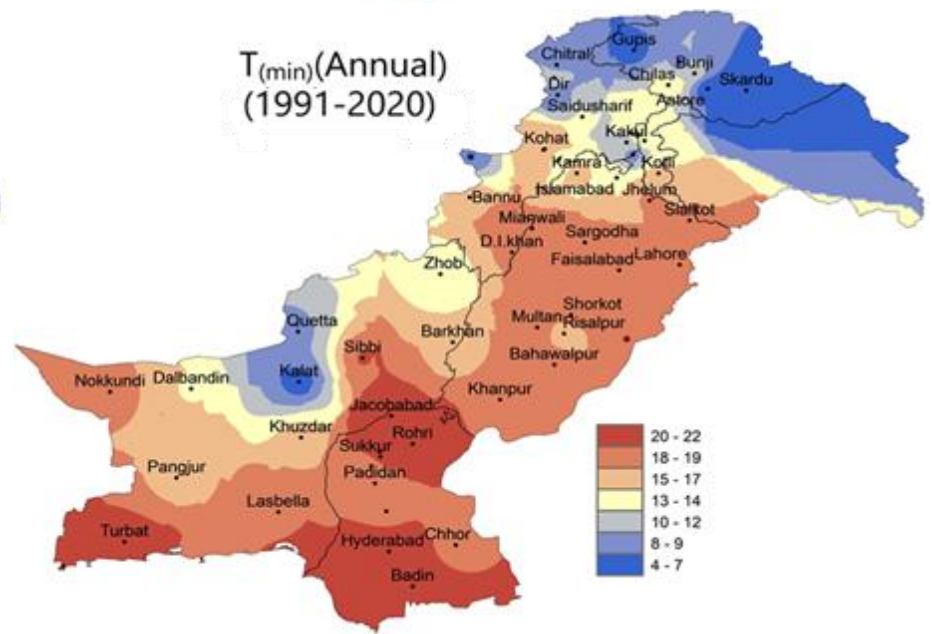 T(min)(Annual)
(1991-2020)
Gupis
Chitral
Bunji
Chilas
Skardu
Dir
Astore
Saidusharif
Kakul
Kohat
Kamra
Kotli
Islamabad
Jhelum
Bannu
Sialkot
Mianwali
Sargodha
D.I.khan
Lahore
Faisalabad
Zhob
Shorkot
Multan
Risalpur
Quetta
Barkhan
Sibbi
Bahawalpur
Nokkundi
Dalbandin
Kalat
Khanpur
Jacobabad
Khuzdar
Rohri
Sukkur
Pangjur
Padidan
Lasbella
Turbat
Hyderabad
Chhor
Badin
20 - 22
18 - 19
15 - 17
13 - 14
10 - 12
8 - 9
4 - 7